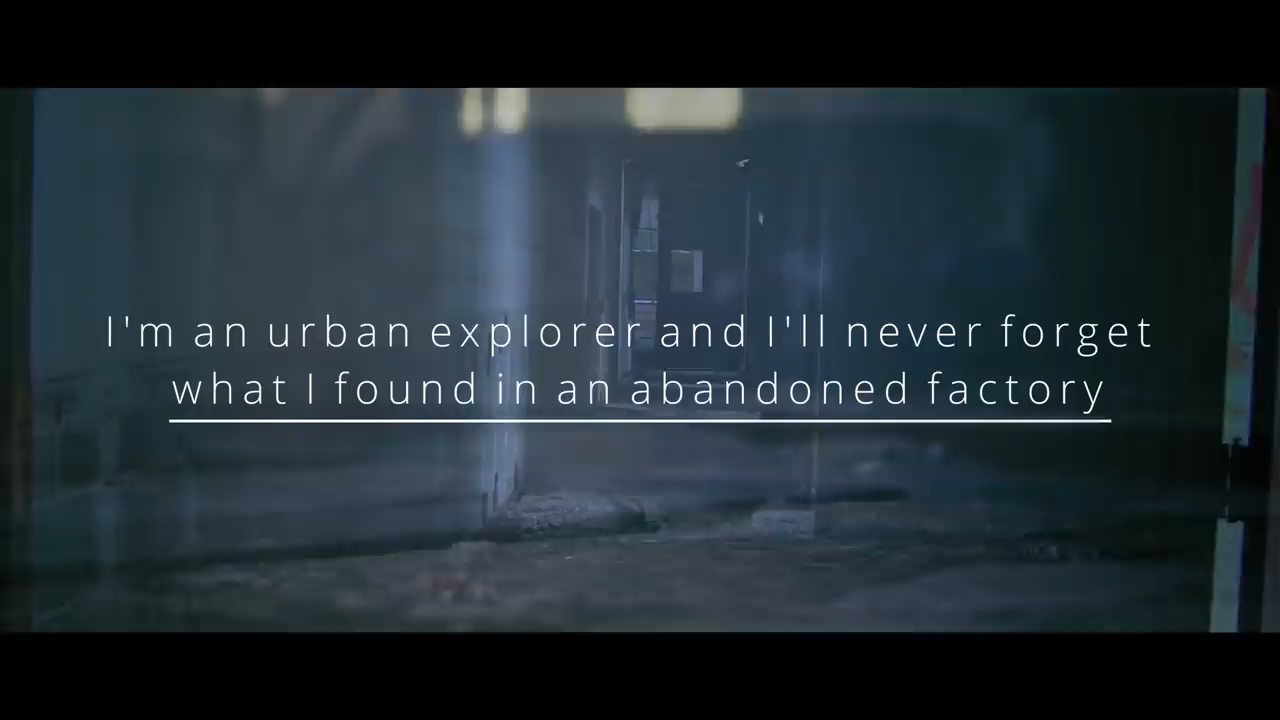 I'm an urban explorer and I'll never forget
what I found in an abandoned factory